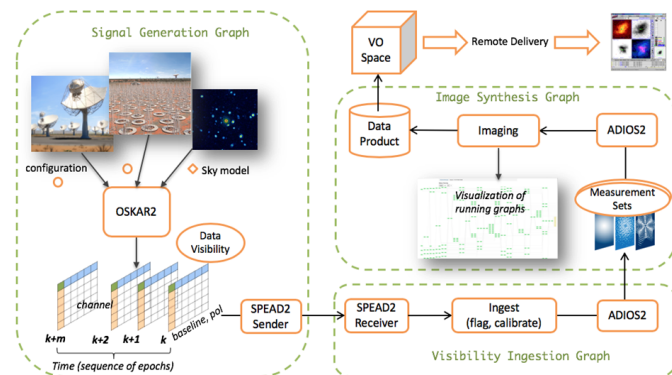 Signal Generation Graph
configuration
Sky model
OSKAR2
Data
Visibility
channel
k+m
k+2
k+1
k
baseline, pol
Time (sequence of epochs)
SPEAD2
Sender
VO
Space
Remote Delivery
Image Synthesis Graph
Data
Product
Imaging
ADIOS2
Visualization of
running graphs
Measurement
Sets
SPEAD2
Receiver
Ingest
(flag, calibrate)
ADIOS2
Visibility Ingestion Graph